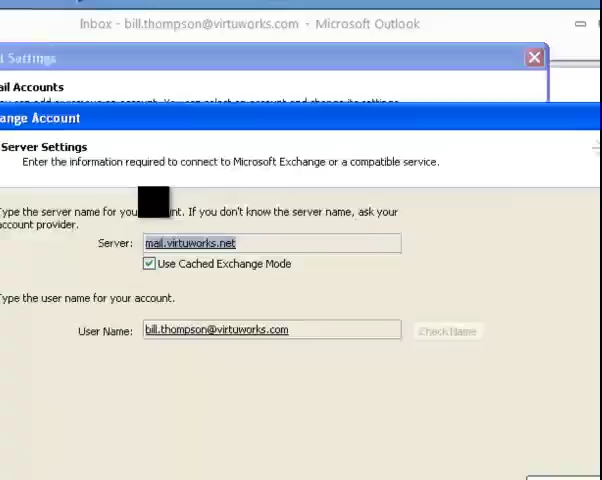 Inbox - bill.thompson@virtuworks.com - Microsoft Outlook
t Settings
ail Accounts
ange Account
Server Settings
Enter the information required to connect to Microsoft Exchange or a compatible service.
Type the server name for you nt. If you don't know the server name, ask your
account provider.
Server: mail.virtuworks.net
Use Cached Exchange Mode
Type the user name for your account.
User Name: bill.thompson@virtuworks.com Check Name